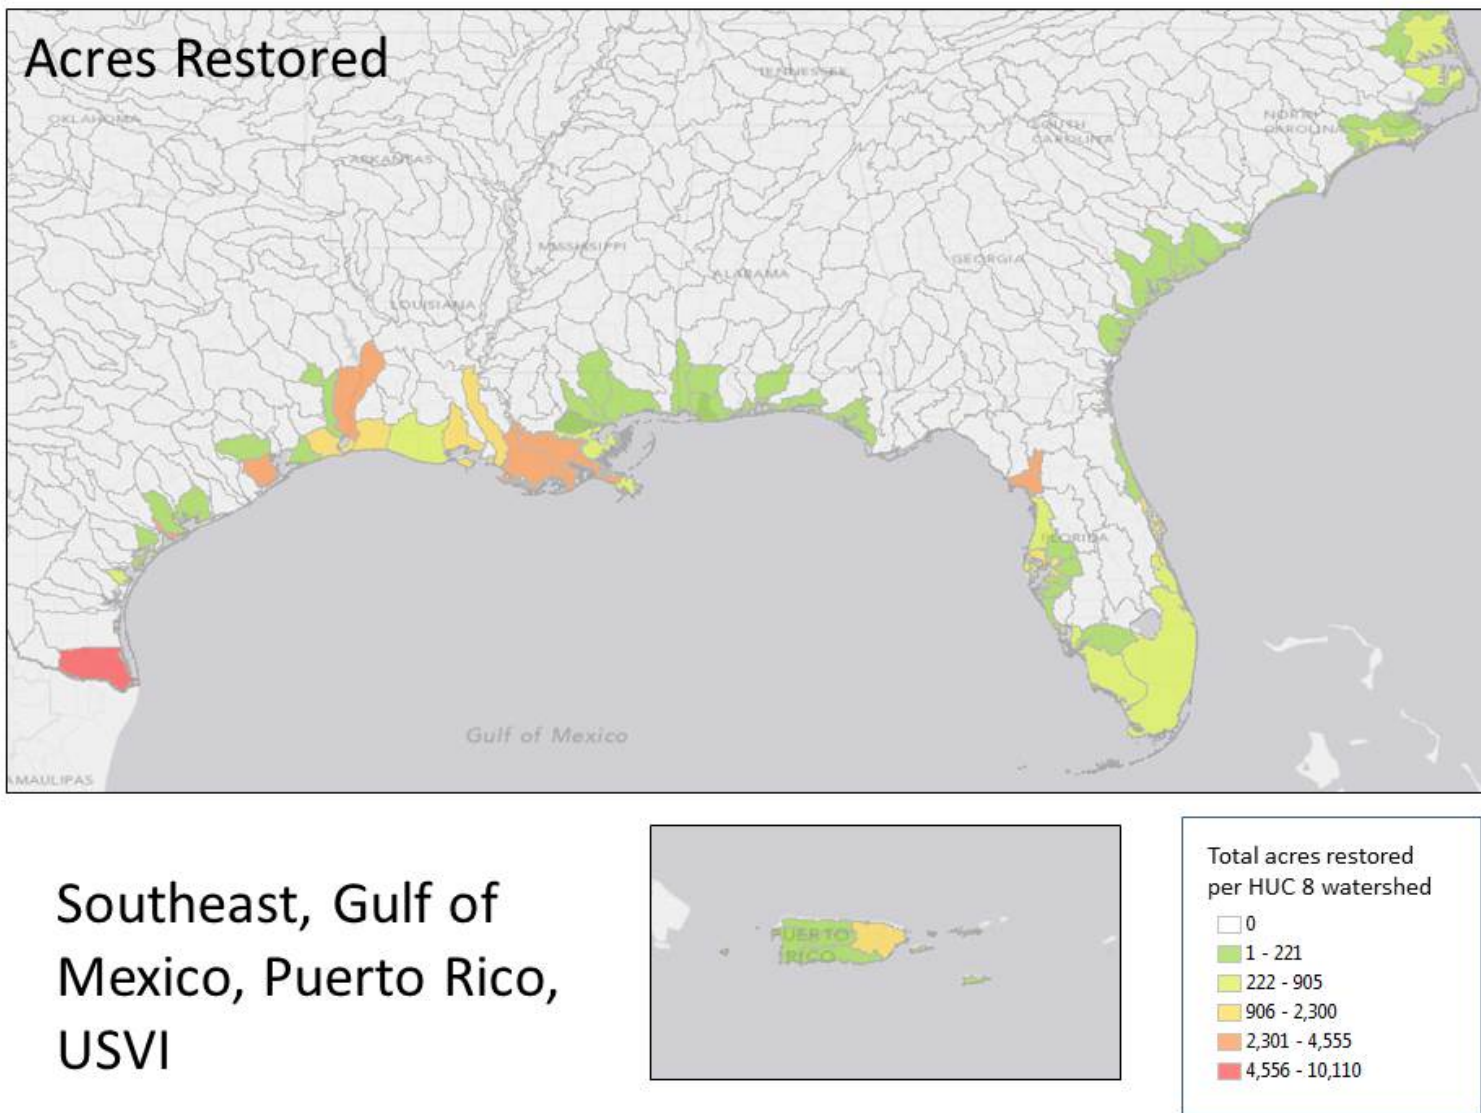 Acres Restored
TENNESSEE
OKLAHOMA
NORTH
CAROLINA
SOUTH
CAROLINA
ARKANSAS
MISSISSIPPI
ALABAMA
GEORGIA
LOUISIANA
FLORIDA
Gulf of Mexico
AMAULIPAS
Southeast, Gulf of
Mexico, Puerto Rico,
USVI
PUERTO
RICO
Total acres restored
per HUC 8 watershed
0
1 - 221
222 - 905
906 - 2,300
2,301 - 4,555
4,556 - 10,110